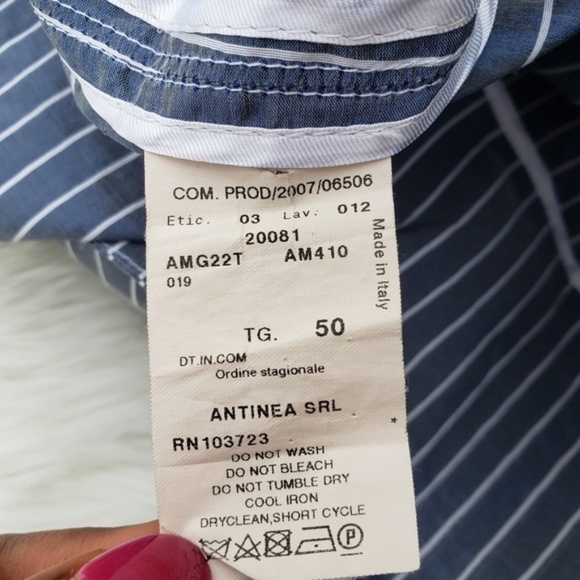 COM. PROD/2007/06506
Etic. 03 Lav. 012
20081
AMG22T AM410
019
Made in Italy
TG. 50
DT.IN.COM
Ordine stagionale
ANTINEA SRL
*
RN103723
DO NOT WASH
DO NOT BLEACH
DO NOT TUMBLE DRY
COOL IRON
DRYCLEAN,SHORT CYCLE
P